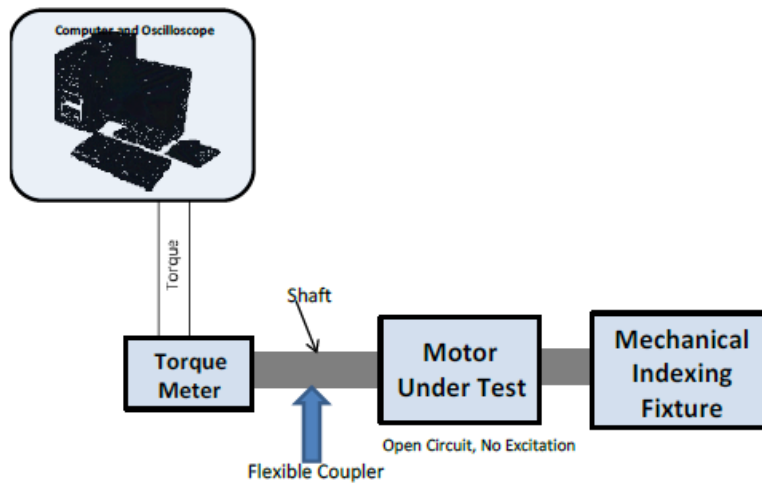 Computer and Oscilloscope
Torque
Shaft
Torque
Meter
Motor
Under Test
Mechanical
Indexing
Fixture
Open Circuit, No Excitation
Flexible Coupler